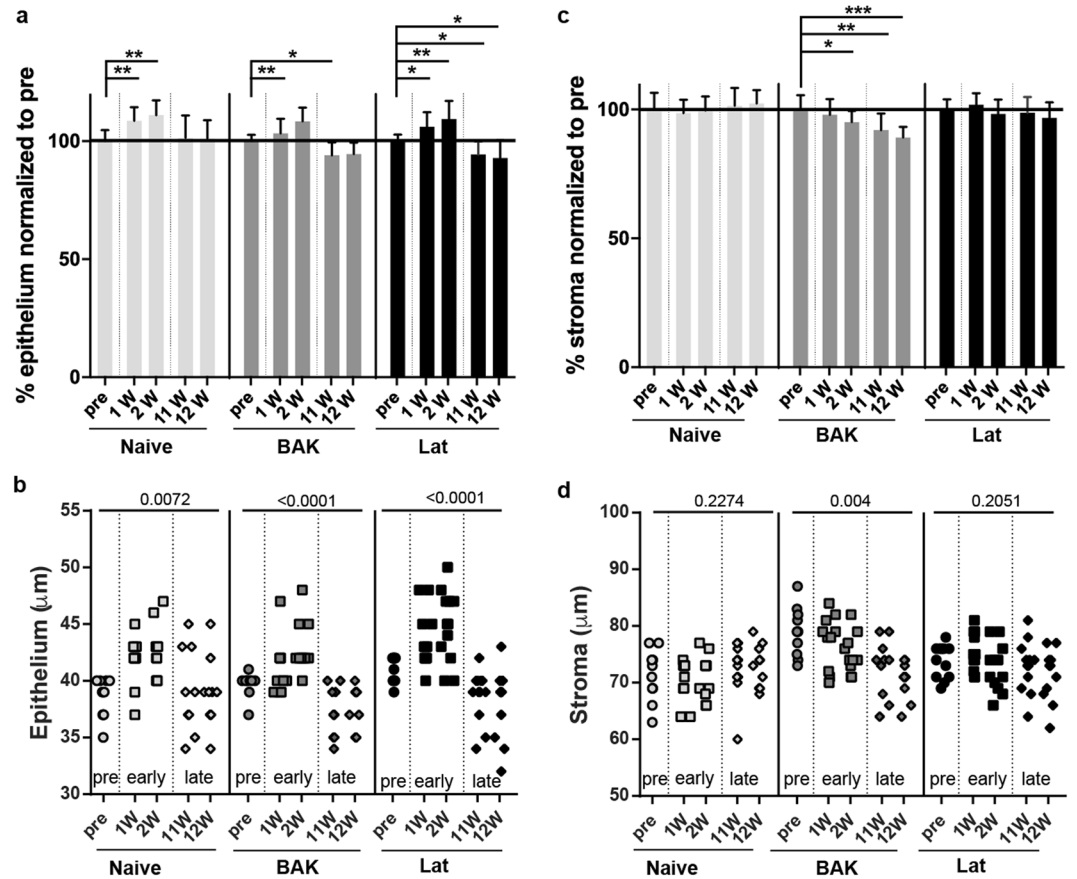 a
% epithelium normalized to pre
** ** ** * * * ** *
100
50
0
pre 1 W 2 W 11 W 12 W pre 1 W 2 W 11 W 12 W pre 1 W 2 W 11 W 12 W
Naive BAK Lat
c
% stroma normalized to pre
***
**
*
100
50
0
pre 1 W 2 W 11 W 12 W pre 1 W 2 W 11 W 12 W pre 1 W 2 W 11 W 12 W
Naive BAK Lat
b
Epithelium (μm)
0.0072 <0.0001 <0.0001
55
50
45
40
35
30
pre early late pre early late pre early late
pre 1W 2W 11W 12W pre 1W 2W 11W 12W pre 1W 2W 11W 12W
Naive BAK Lat
d
Stroma (μm)
0.2274 0.004 0.2051
100
90
80
70
60
50
pre early late pre early late pre early late
pre 1W 2W 11W 12W pre 1W 2W 11W 12W pre 1W 2W 11W 12W
Naive BAK Lat